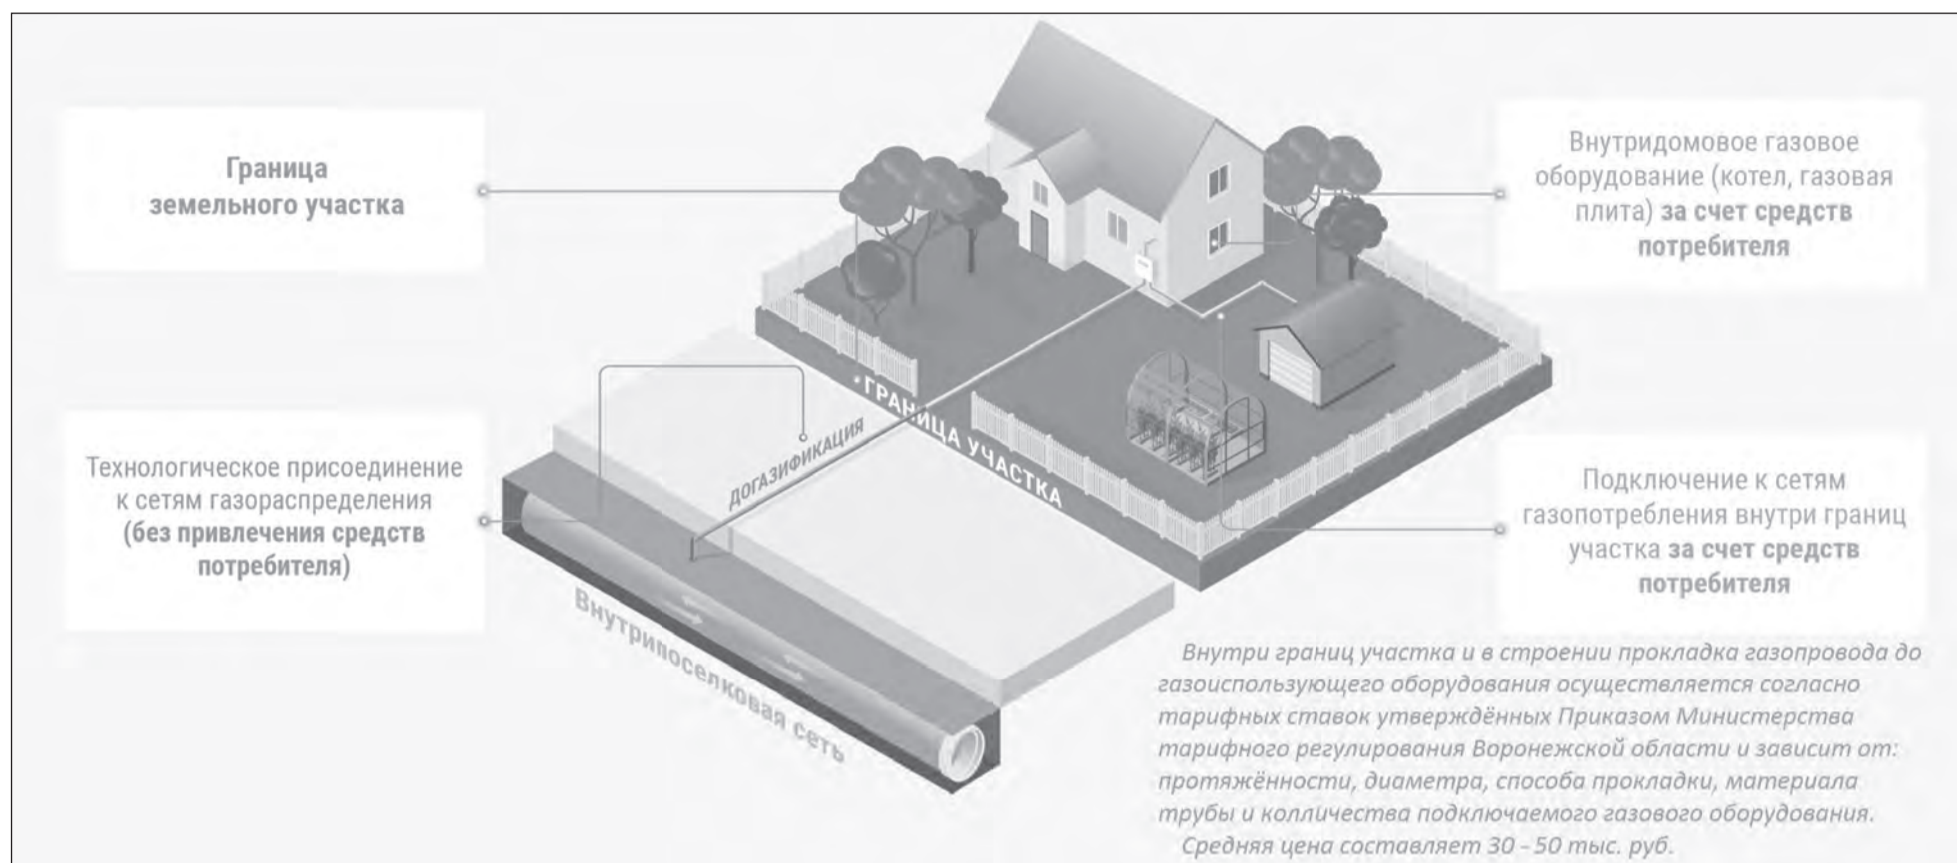 Граница
земельного участка
Технологическое присоединение
к сетям газораспределения
(без привлечения средств
потребителя)
Внутридомовое газовое
оборудование (котел, газовая
плита) за счет средств
потребителя
Подключение к сетям
газопотребления внутри границ
участка за счет средств
потребителя
ГРАНИЦА УЧАСТКА
ДОГАЗИФИКАЦИЯ
Внутрипоселковая сеть
Внутри границ участка и в строении прокладка газопровода до
газоиспользующего оборудования осуществляется согласно
тарифных ставок утверждённых Приказом Министерства
тарифного регулирования Воронежской области и зависит от:
протяжённости, диаметра, способа прокладки, материала
трубы и колличества подключаемого газового оборудования.
Средняя цена составляет 30 - 50 тыс. руб.